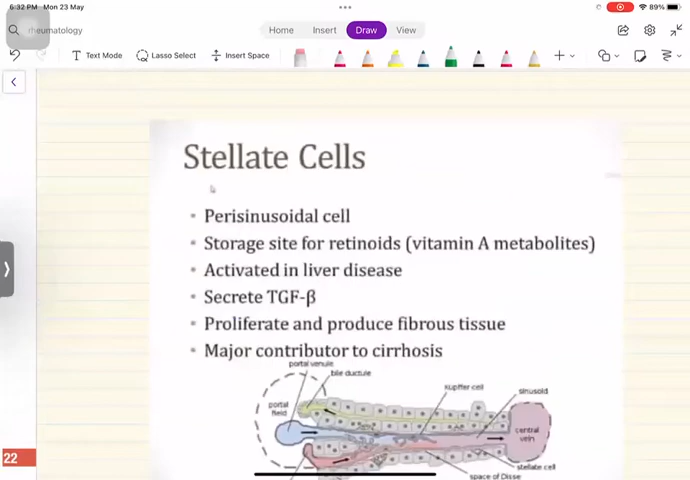 6:32 PM Mon 23 May
89%
rheumatology
Home Insert Draw View
Text Mode Lasso Select Insert Space
Stellate Cells
• Perisinusoidal cell
• Storage site for retinoids (vitamin A metabolites)
• Activated in liver disease
• Secrete TGF-β
• Proliferate and produce fibrous tissue
• Major contributor to cirrhosis
portal venule
bile ductule
kupffer cell
sinusoid
portal
field
central
vein
stellate cell
space of Disse
22